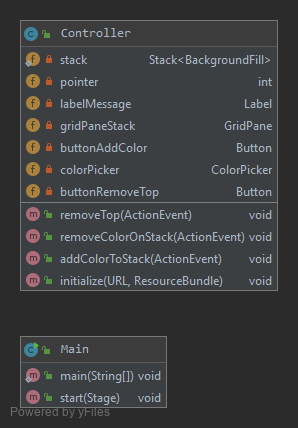 Controller
stack Stack<BackgroundFill>
pointer int
labelMessage Label
gridPaneStack GridPane
buttonAddColor Button
colorPicker ColorPicker
buttonRemoveTop Button
removeTop(ActionEvent) void
removeColorOnStack(ActionEvent) void
addColorToStack(ActionEvent) void
initialize(URL, ResourceBundle) void
Main
main(String[]) void
start(Stage) void
Powered by yFiles